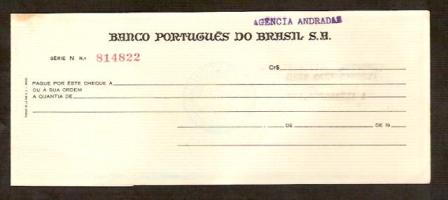 AGÊNCIA ANDRADAS
BANCO PORTUGUÊS DO BRASIL S.A.
SÉRIE N N.º 814822
Cr$
PAGUE POR ÊSTE CHEQUE A
OU À SUA ORDEM
A QUANTIA DE
DE DE 19